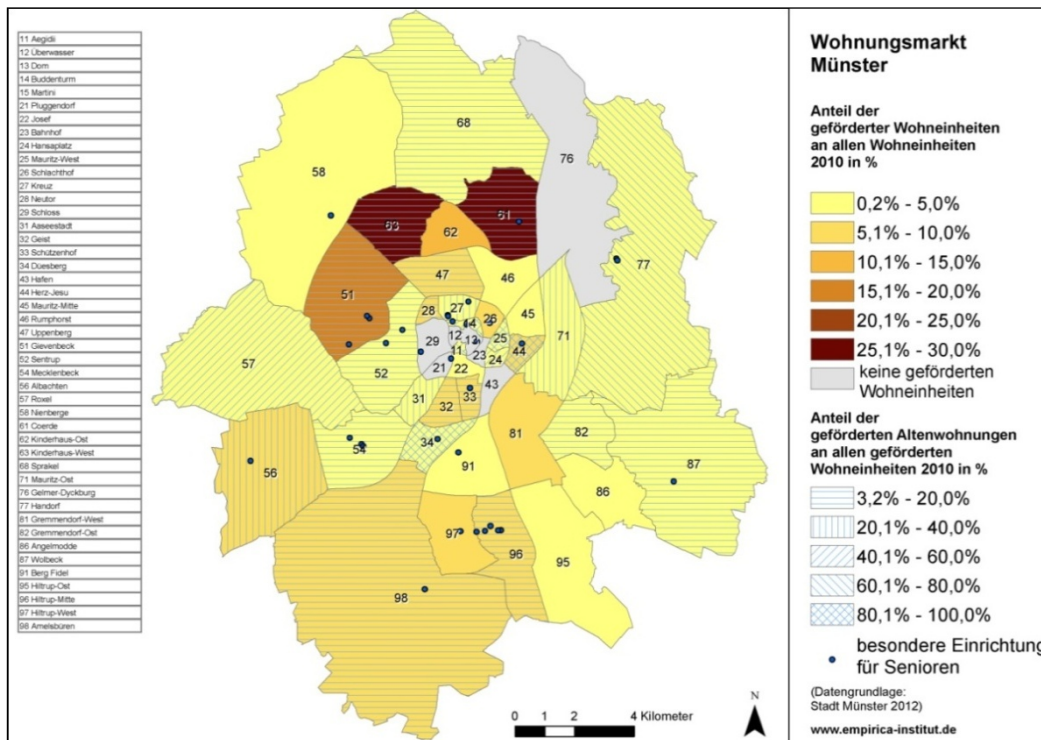 11 Aegidii
12 Überwasser
13 Dom
14 Buddenturm
15 Martini
21 Pluggendorf
22 Josef
23 Bahnhof
24 Hansaplatz
25 Mauritz-West
26 Schlachthof
27 Kreuz
28 Neutor
29 Schloss
31 Aaseestadt
32 Geist
33 Schützenhof
34 Düesberg
43 Hafen
44 Herz-Jesu
45 Mauritz-Mitte
46 Rumphorst
47 Uppenberg
51 Gievenbeck
52 Sentrup
54 Mecklenbeck
56 Albachten
57 Roxel
58 Nienberge
61 Coerde
62 Kinderhaus-Ost
63 Kinderhaus-West
68 Sprakel
71 Mauritz-Ost
76 Gelmer-Dyckburg
77 Handorf
81 Gremmendorf-West
82 Gremmendorf-Ost
86 Angelmodde
87 Wolbeck
91 Berg Fidel
95 Hiltrup-Ost
96 Hiltrup-Mitte
97 Hiltrup-West
98 Amelsbüren
68
76
58
61
63
62
77
47
46
51
28
27
26
45
14
71
29
12
13
25
44
57
11
23
24
52
21
22
43
31
32
33
34
81
82
54
56
91
87
86
97
96
95
98
0 1 2 4 Kilometer
N
Wohnungsmarkt
Münster
Anteil der
geförderter Wohneinheiten
an allen Wohneinheiten
2010 in %
0,2% - 5,0%
5,1% - 10,0%
10,1% - 15,0%
15,1% - 20,0%
20,1% - 25,0%
25,1% - 30,0%
keine geförderten
Wohneinheiten
Anteil der
geförderten Altenwohnungen
an allen geförderten
Wohneinheiten 2010 in %
3,2% - 20,0%
20,1% - 40,0%
40,1% - 60,0%
60,1% - 80,0%
80,1% - 100,0%
besondere Einrichtung
für Senioren
(Datengrundlage:
Stadt Münster 2012)
www.empirica-institut.de